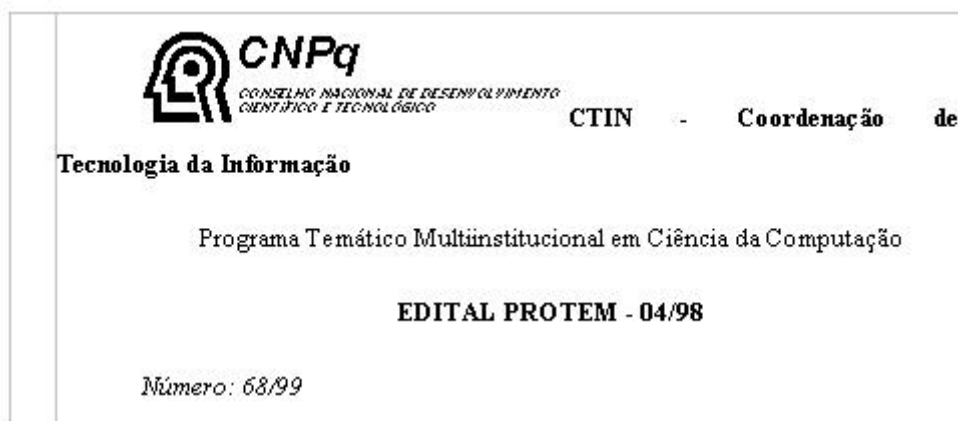 CNPq
CONSELHO NACIONAL DE DESENVOLVIMENTO
CIENTÍFICO E TECNOLÓGICO
CTIN - Coordenação de
Tecnologia da Informação
Programa Temático Multiinstitucional em Ciência da Computação
EDITAL PROTEM - 04/98
Número: 68/99